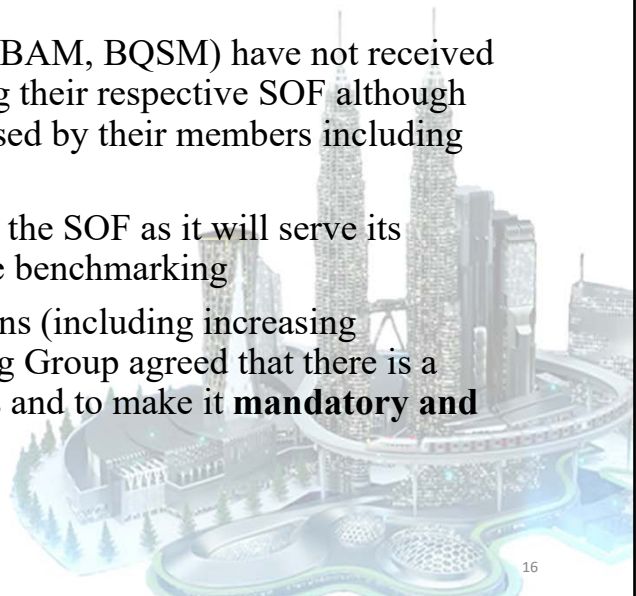 BAM, BQSM) have not received
g their respective SOF although
sed by their members including
the SOF as it will serve its
e benchmarking
ns (including increasing
g Group agreed that there is a
and to make it mandatory and
16